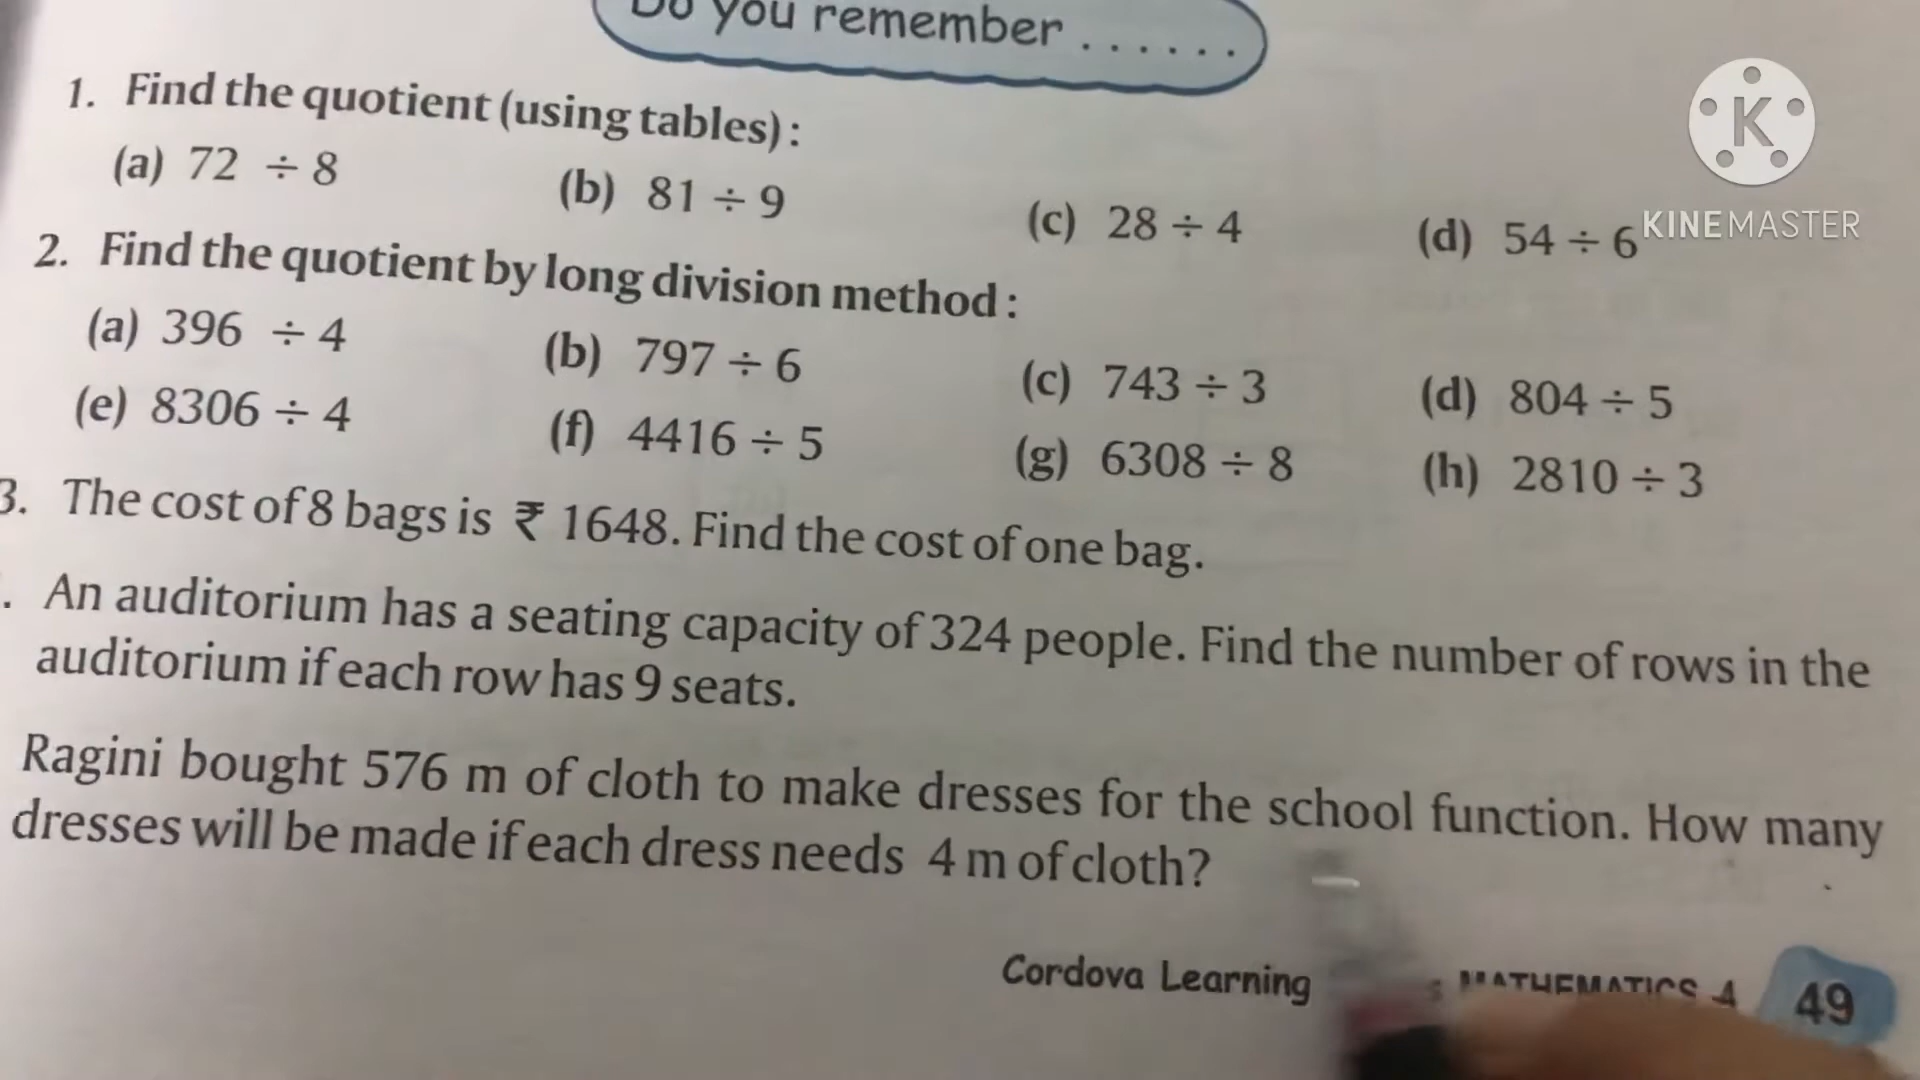 Do you remember ......
1. Find the quotient (using tables) :
(a) 72 ÷ 8 (b) 81 ÷ 9 (c) 28 ÷ 4 (d) 54 ÷ 6
2. Find the quotient by long division method :
(a) 396 ÷ 4 (b) 797 ÷ 6 (c) 743 ÷ 3 (d) 804 ÷ 5
(e) 8306 ÷ 4 (f) 4416 ÷ 5 (g) 6308 ÷ 8 (h) 2810 ÷ 3
3. The cost of 8 bags is ₹ 1648. Find the cost of one bag.
. An auditorium has a seating capacity of 324 people. Find the number of rows in the
auditorium if each row has 9 seats.
Ragini bought 576 m of cloth to make dresses for the school function. How many
dresses will be made if each dress needs 4 m of cloth?
Cordova Learning MATHEMATICS 4 49
K
KINEMASTER